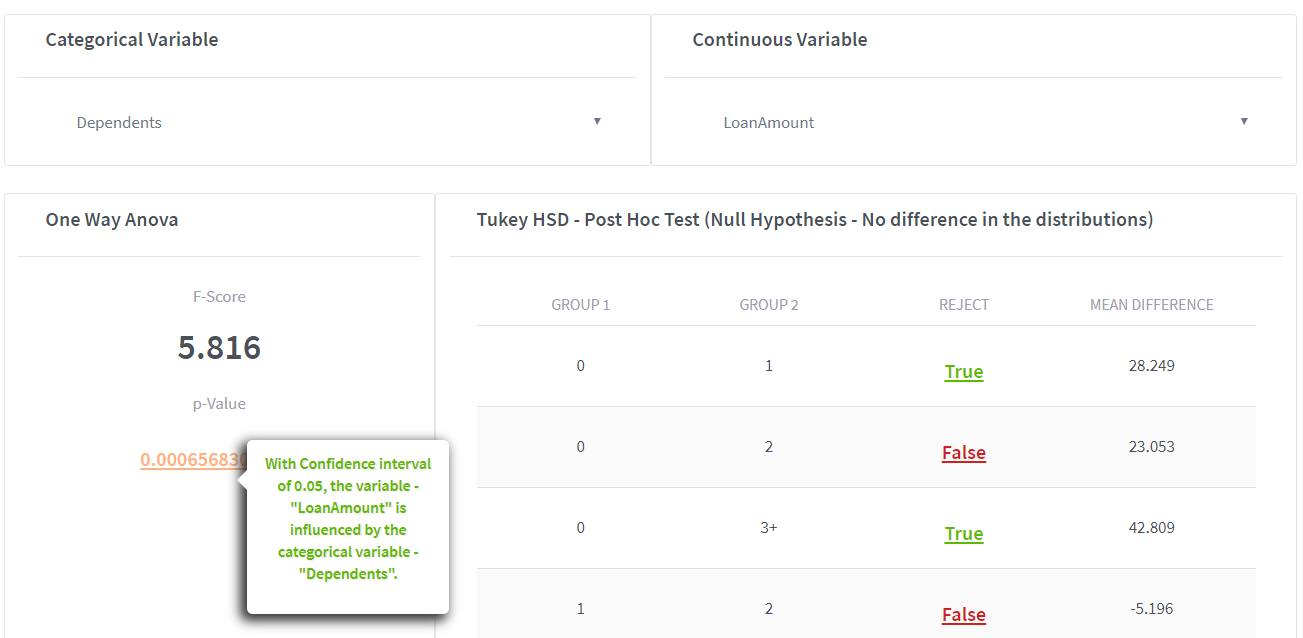 Categorical Variable
Continuous Variable
Dependents ▼
LoanAmount ▼
One Way Anova
F-Score
5.816
p-Value
With Confidence interval
of 0.05, the variable -
"LoanAmount" is
influenced by the
categorical variable -
"Dependents".
Tukey HSD - Post Hoc Test (Null Hypothesis - No difference in the distributions)
GROUP 1 GROUP 2 REJECT MEAN DIFFERENCE
0 1 True 28.249
0 2 False 23.053
0 3+ True 42.809
1 2 False -5.196